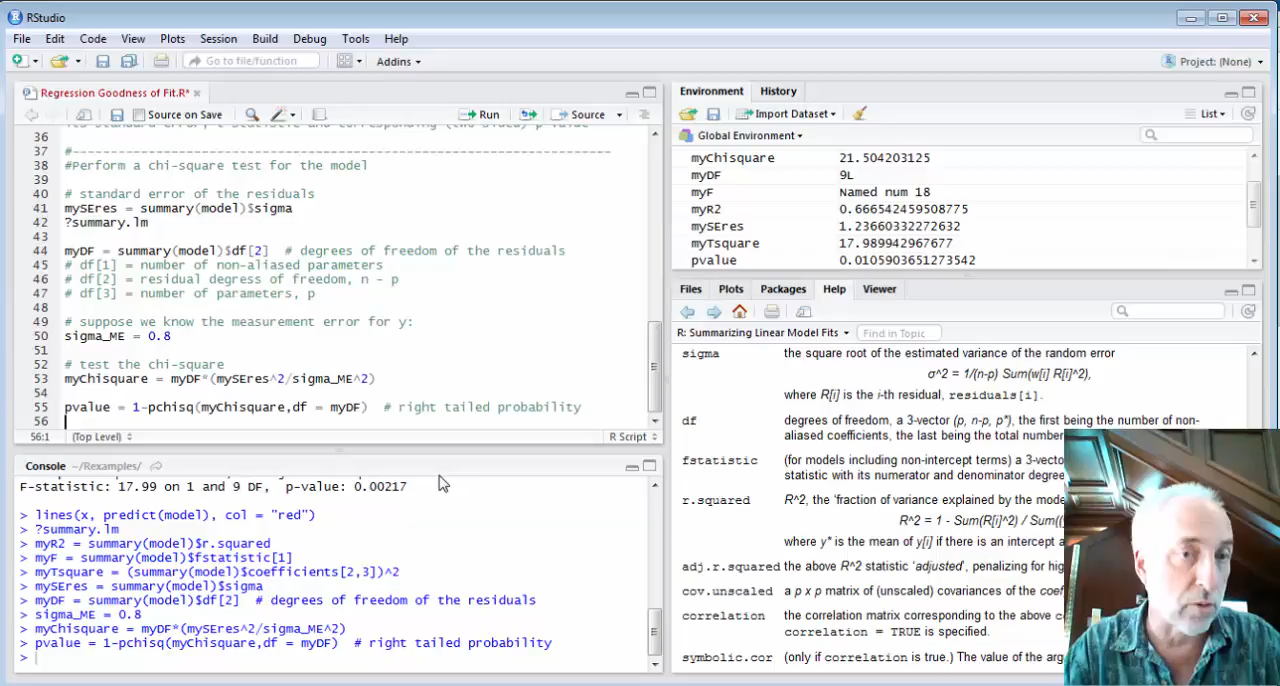 RStudio
File Edit Code View Plots Session Build Debug Tools Help
Go to file/function Addins Project: (None)
Regression Goodness of Fit.R*
Source on Save Run Source
36
37 #
38 #Perform a chi-square test for the model
39
40 # standard error of the residuals
41 mySEres = summary(model)$sigma
42 ?summary.lm
43
44 myDF = summary(model)$df[2]  # degrees of freedom of the residuals
45 # df[1] = number of non-aliased parameters
46 # df[2] = residual degress of freedom, n - p
47 # df[3] = number of parameters, p
48
49 # suppose we know the measurement error for y:
50 sigma_ME = 0.8
51
52 # test the chi-square
53 myChisquare = myDF*(mySEres^2/sigma_ME^2)
54
55 pvalue = 1-pchisq(myChisquare,df = myDF)  # right tailed probability
56
56:1 (Top Level) R Script
Console ~/Rexamples/
F-statistic: 17.99 on 1 and 9 DF,  p-value: 0.00217
> lines(x, predict(model), col = "red")
> ?summary.lm
> myR2 = summary(model)$r.squared
> myF = summary(model)$fstatistic[1]
> myTsquare = (summary(model)$coefficients[2,3])^2
> mySEres = summary(model)$sigma
> myDF = summary(model)$df[2]  # degrees of freedom of the residuals
> sigma_ME = 0.8
> myChisquare = myDF*(mySEres^2/sigma_ME^2)
> pvalue = 1-pchisq(myChisquare,df = myDF)  # right tailed probability
>
Environment History
Import Dataset List
Global Environment
myChisquare 21.504203125
myDF 9L
myF Named num 18
myR2 0.666542459508775
mySEres 1.23660332272632
myTsquare 17.989942967677
pvalue 0.0105903651273542
Files Plots Packages Help Viewer
R: Summarizing Linear Model Fits Find in Topic
sigma the square root of the estimated variance of the random error
σ^2 = 1/(n-p) Sum(w[i] R[i]^2),
where R[i] is the i-th residual, residuals[i].
df degrees of freedom, a 3-vector (p, n-p, p*), the first being the number of non-
aliased coefficients, the last being the total number
fstatistic (for models including non-intercept terms) a 3-vecto
statistic with its numerator and denominator degre
r.squared R^2, the 'fraction of variance explained by the mode
R^2 = 1 - Sum(R[i]^2) / Sum((
where y* is the mean of y[i] if there is an intercept a
adj.r.squared the above R^2 statistic 'adjusted', penalizing for hig
cov.unscaled a p x p matrix of (unscaled) covariances of the coef
correlation the correlation matrix corresponding to the above c
correlation = TRUE is specified.
symbolic.cor (only if correlation is true.) The value of the arg